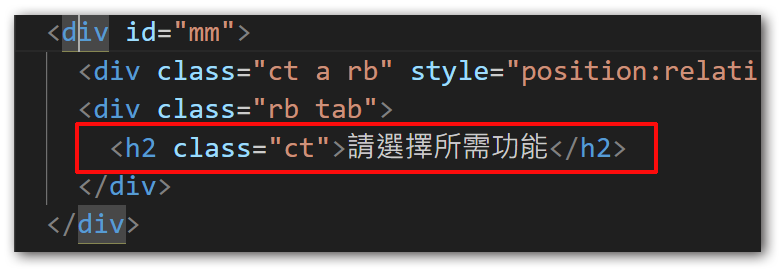 <div id="mm">
<div class="ct a rb" style="position:relati
<div class="rb tab">
<h2 class="ct">請選擇所需功能</h2>
</div>
</div>